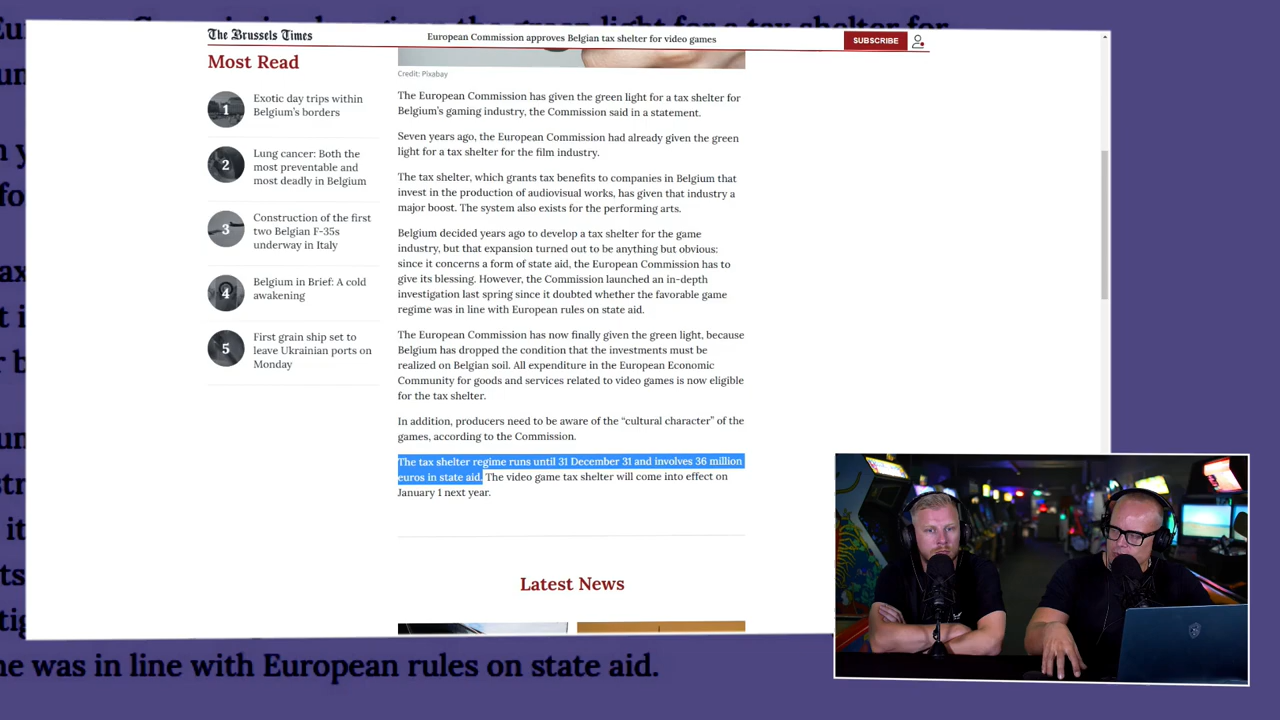 The Brussels Times
European Commission approves Belgian tax shelter for video games
SUBSCRIBE
Most Read
1
Exotic day trips within
Belgium's borders
2
Lung cancer: Both the
most preventable and
most deadly in Belgium
3
Construction of the first
two Belgian F-35s
underway in Italy
4
Belgium in Brief: A cold
awakening
5
First grain ship set to
leave Ukrainian ports on
Monday
Credit: Pixabay
The European Commission has given the green light for a tax shelter for
Belgium's gaming industry, the Commission said in a statement.
Seven years ago, the European Commission had already given the green
light for a tax shelter for the film industry.
The tax shelter, which grants tax benefits to companies in Belgium that
invest in the production of audiovisual works, has given that industry a
major boost. The system also exists for the performing arts.
Belgium decided years ago to develop a tax shelter for the game
industry, but that expansion turned out to be anything but obvious:
since it concerns a form of state aid, the European Commission has to
give its blessing. However, the Commission launched an in-depth
investigation last spring since it doubted whether the favorable game
regime was in line with European rules on state aid.
The European Commission has now finally given the green light, because
Belgium has dropped the condition that the investments must be
realized on Belgian soil. All expenditure in the European Economic
Community for goods and services related to video games is now eligible
for the tax shelter.
In addition, producers need to be aware of the “cultural character” of the
games, according to the Commission.
The tax shelter regime runs until 31 December 31 and involves 36 million
euros in state aid. The video game tax shelter will come into effect on
January 1 next year.
Latest News
ne was in line with European rules on state aid.